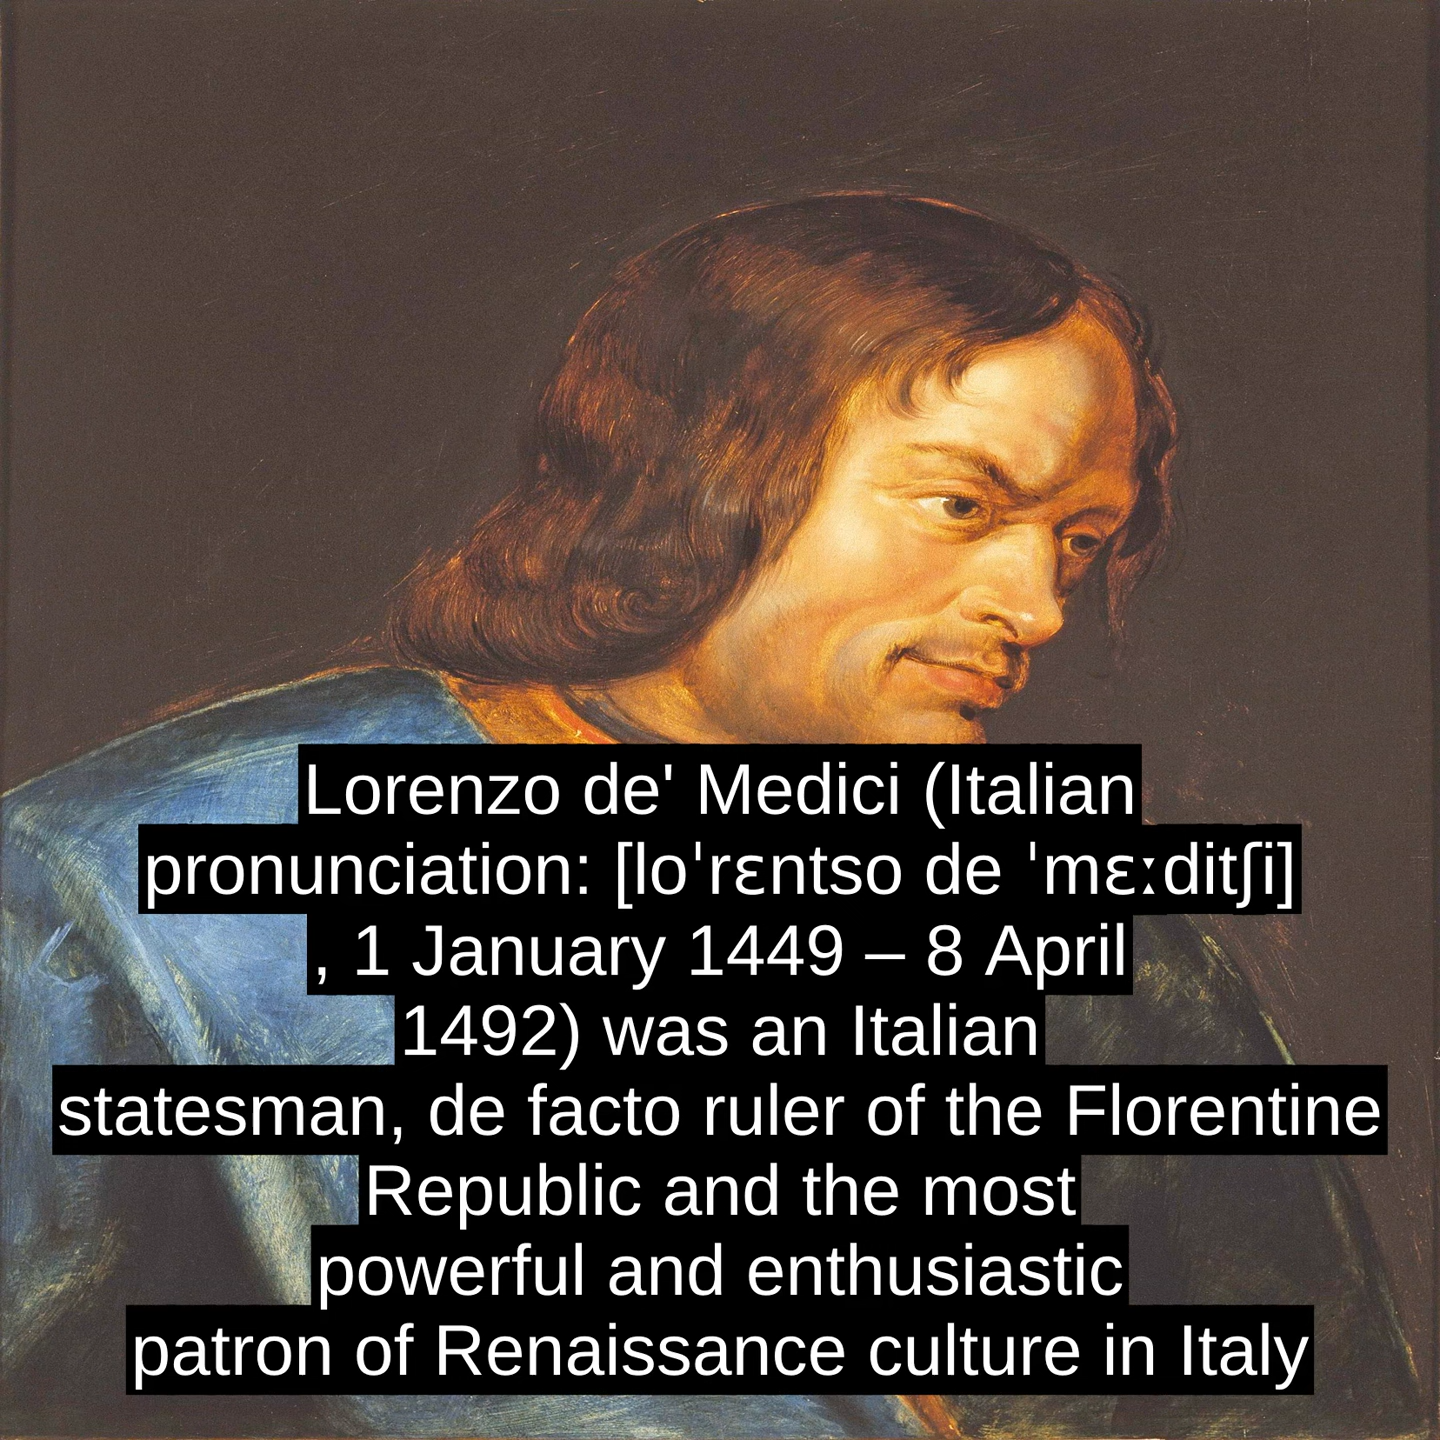 Lorenzo de' Medici (Italian
pronunciation: [loˈrɛntso de ˈmɛːditʃi]
, 1 January 1449 – 8 April
1492) was an Italian
statesman, de facto ruler of the Florentine
Republic and the most
powerful and enthusiastic
patron of Renaissance culture in Italy